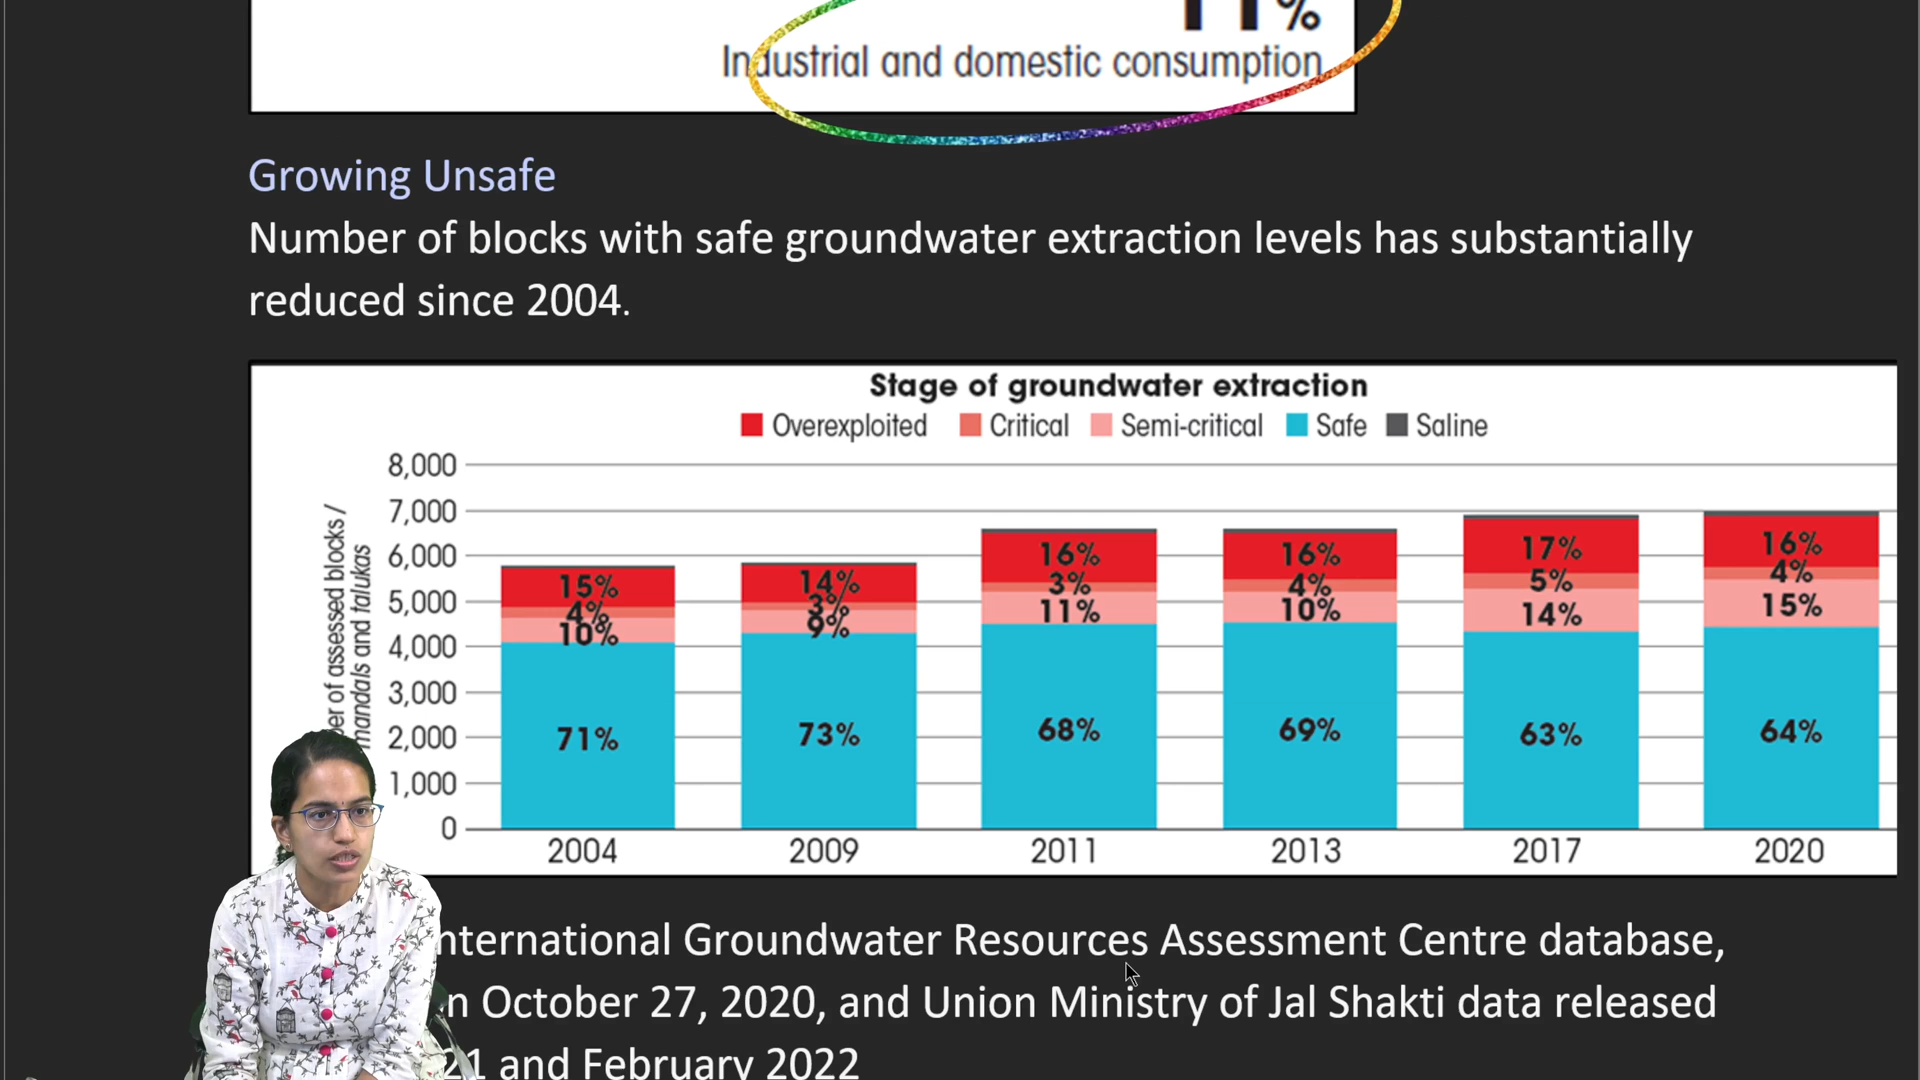 11%
Industrial and domestic consumption
Growing Unsafe
Number of blocks with safe groundwater extraction levels has substantially
reduced since 2004.
Stage of groundwater extraction
Overexploited Critical Semi-critical Safe Saline
8,000
7,000
6,000
5,000
4,000
3,000
2,000
1,000
0
of assessed blocks /
mandals and talukas
15% 14% 16% 16% 17% 16%
4% 3% 3% 4% 5% 4%
10% 9% 11% 10% 14% 15%
71% 73% 68% 69% 63% 64%
2004 2009 2011 2013 2017 2020
Groundwater Resources Assessment Centre database,
October 27, 2020, and Union Ministry of Jal Shakti data released
21 and February 2022